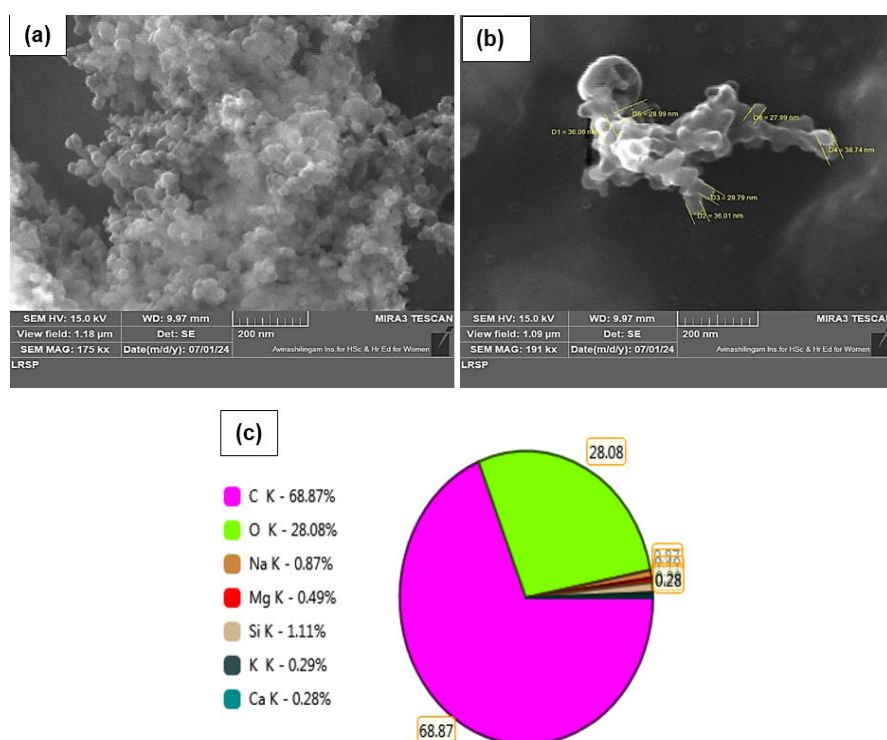 (a)
SEM HV: 15.0 kV WD: 9.97 mm MIRA3 TESCAN
View field: 1.18 µm Det: SE 200 nm
SEM MAG: 175 kx Date(m/d/y): 07/01/24 Avinashilingam Ins.for HSc & Hr Ed for Women
LRSP
(b)
D5 = 28.99 nm
D6 = 27.99 nm
D1 = 36.06 nm
D4 = 38.74 nm
D3 = 29.79 nm
D2 = 36.01 nm
SEM HV: 15.0 kV WD: 9.97 mm MIRA3 TESCA
View field: 1.09 µm Det: SE 200 nm
SEM MAG: 191 kx Date(m/d/y): 07/01/24 Avinashilingam Ins.for HSc & Hr Ed for Women
LRSP
(c)
28.08
C K - 68.87%
O K - 28.08%
Na K - 0.87%
Mg K - 0.49%
Si K - 1.11%
K K - 0.29%
Ca K - 0.28%
0.28
68.87